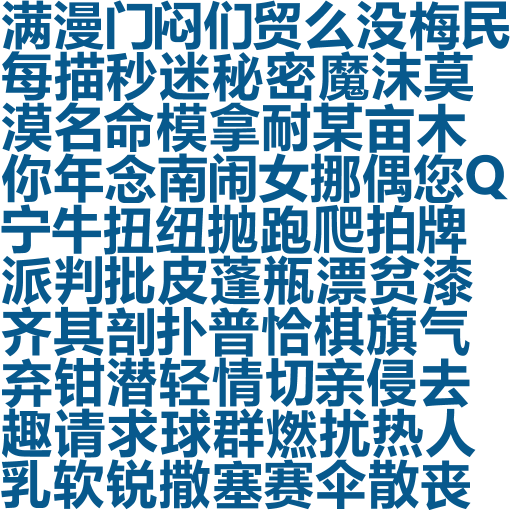 满漫门闷们贸么没梅民
每描秒迷秘密魔沫莫
漠名命模拿耐某亩木
你年念南闹女挪偶您Q
宁牛扭纽抛跑爬拍牌
派判批皮蓬瓶漂贫漆
齐其剖扑普恰棋旗气
弃钳潜轻情切亲侵去
趣请求球群燃扰热人
乳软锐撒塞赛伞散丧